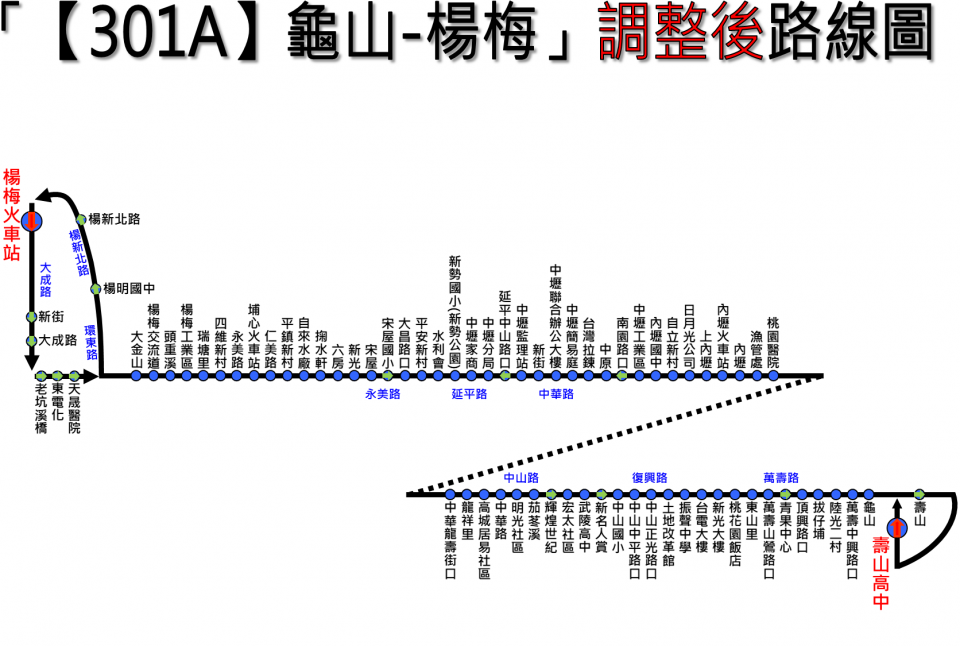 「【301A】龜山-楊梅」調整後路線圖
楊梅火車站
大成路
新街
大成路
老坑溪橋
東電化
天晟醫院
楊新北路
楊新北路
楊明國中
環東路
大金山
楊梅交流道
頭重溪
楊梅工業區
瑞塘里
四維新村
永美路
埔心火車站
仁美路
平鎮新村
自來水廠
掬水軒
六房
新光
宋屋
宋屋國小
大昌路口
平安新村
水利會
新勢國小(新勢公園)
中壢家商
中壢分局
延平中山路口
中壢監理站
新街
中壢聯合辦公大樓
中壢簡易庭
台灣拉鍊
中原
南園路口
中壢工業區
內壢國中
自立新村
日月光公司
上內壢
內壢火車站
內壢
漁管處
桃園醫院
永美路
延平路
中華路
中山路
復興路
萬壽路
中華龍壽街口
龍祥里
高城居易社區
中華路
明光社區
茄苳溪
輝煌世紀
宏太社區
武陵高中
新名人賞
中山國小
中山中平路口
中山正光路口
土地改革館
振聲中學
台電大樓
新光大樓
桃花園飯店
東山里
萬壽山鶯路口
青果中心
頂興路口
拔仔埔
陸光二村
萬壽中興路口
龜山
壽山
壽山高中